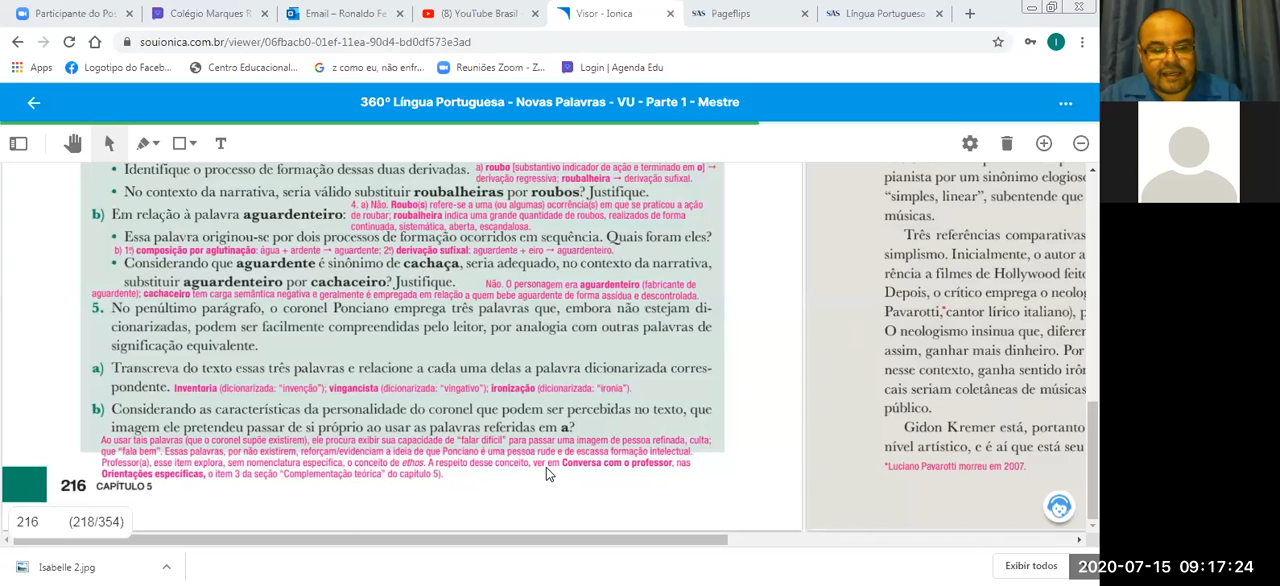 Participante do Pos
Colégio Marques R
Email – Ronaldo Fe
(8) YouTube Brasil -
Visor - Ionica
SAS Pageflips
SAS Língua Portuguesa
souionica.com.br/viewer/06fbacb0-01ef-11ea-90d4-bd0df573e3ad
Apps
Logotipo do Faceb...
Centro Educacional...
z como eu, não enfr...
Reuniões Zoom - Z...
Login | Agenda Edu
360º Língua Portuguesa - Novas Palavras - VU - Parte 1 - Mestre
• Identifique o processo de formação dessas duas derivadas. a) roubo [substantivo indicador de ação e terminado em o] →
derivação regressiva; roubalheira → derivação sufixal.
• No contexto da narrativa, seria válido substituir roubalheiras por roubos? Justifique.
4. a) Não. Roubo(s) refere-se a uma (ou algumas) ocorrência(s) em que se praticou a ação
de roubar; roubalheira indica uma grande quantidade de roubos, realizados de forma
continuada, sistemática, aberta, escandalosa.
b) Em relação à palavra aguardenteiro:
• Essa palavra originou-se por dois processos de formação ocorridos em sequência. Quais foram eles?
b) 1º) composição por aglutinação: água + ardente → aguardente; 2º) derivação sufixal: aguardente + eiro → aguardenteiro.
• Considerando que aguardente é sinônimo de cachaça, seria adequado, no contexto da narrativa,
substituir aguardenteiro por cachaceiro? Justifique. Não. O personagem era aguardenteiro (fabricante de
aguardente); cachaceiro tem carga semântica negativa e geralmente é empregada em relação a quem bebe aguardente de forma assídua e descontrolada.
5. No penúltimo parágrafo, o coronel Ponciano emprega três palavras que, embora não estejam di-
cionarizadas, podem ser facilmente compreendidas pelo leitor, por analogia com outras palavras de
significação equivalente.
a) Transcreva do texto essas três palavras e relacione a cada uma delas a palavra dicionarizada corres-
pondente. Inventoria (dicionarizada: “invenção”); vingancista (dicionarizada: “vingativo”); ironização (dicionarizada: “ironia”).
b) Considerando as características da personalidade do coronel que podem ser percebidas no texto, que
imagem ele pretendeu passar de si próprio ao usar as palavras referidas em a?
Ao usar tais palavras (que o coronel supõe existirem), ele procura exibir sua capacidade de “falar difícil” para passar uma imagem de pessoa refinada, culta;
que “fala bem”. Essas palavras, por não existirem, reforçam/evidenciam a ideia de que Ponciano é uma pessoa rude e de escassa formação intelectual.
Professor(a), esse item explora, sem nomenclatura específica, o conceito de ethos. A respeito desse conceito, ver em Conversa com o professor, nas
Orientações específicas, o item 3 da seção “Complementação teórica” do capítulo 5).
216 CAPÍTULO 5
216 (218/354)
pianista por um sinônimo elogioso
“simples, linear”, subentende que
músicas.
Três referências comparativas
simplismo. Inicialmente, o autor a
rência a filmes de Hollywood feito
Depois, o crítico emprega o neolog
Pavarotti,*cantor lírico italiano), p
O neologismo insinua que, diferen
assim, ganhar mais dinheiro. Por
nesse contexto, ganha sentido irôn
cais seriam coletâneas de músicas
público.
Gidon Kremer está, portanto
nível artístico, e é aí que está seu
*Luciano Pavarotti morreu em 2007.
Isabelle 2.jpg
Exibir todos
2020-07-15 09:17:24